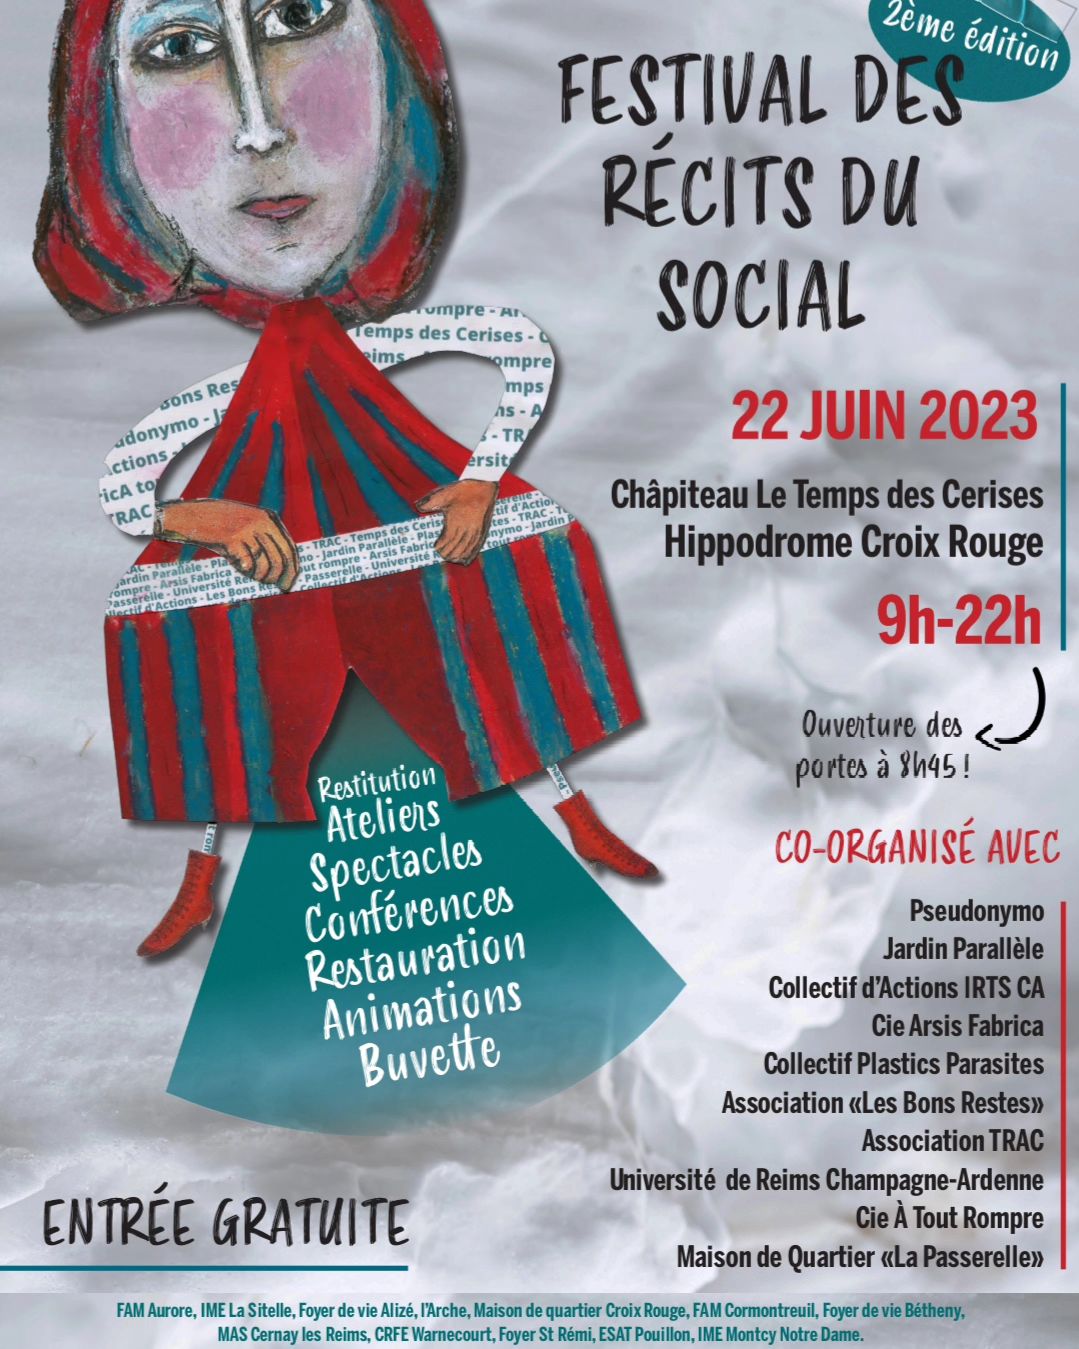 2ème édition
FESTIVAL DES
RÉCITS DU
SOCIAL
22 JUIN 2023
Châpiteau Le Temps des Cerises
Hippodrome Croix Rouge
9h-22h
Ouverture des
portes à 8h45 !
CO-ORGANISÉ AVEC
Pseudonymo
Jardin Parallèle
Collectif d'Actions IRTS CA
Cie Arsis Fabrica
Collectif Plastics Parasites
Association «Les Bons Restes»
Association TRAC
Université de Reims Champagne-Ardenne
Cie À Tout Rompre
Maison de Quartier «La Passerelle»
Restitution
Ateliers
Spectacles
Conférences
Restauration
Animations
Buvette
ENTRÉE GRATUITE
FAM Aurore, IME La Sitelle, Foyer de vie Alizé, l'Arche, Maison de quartier Croix Rouge, FAM Cormontreuil, Foyer de vie Bétheny,
MAS Cernay les Reims, CRFE Warnecourt, Foyer St Rémi, ESAT Pouillon, IME Montcy Notre Dame.